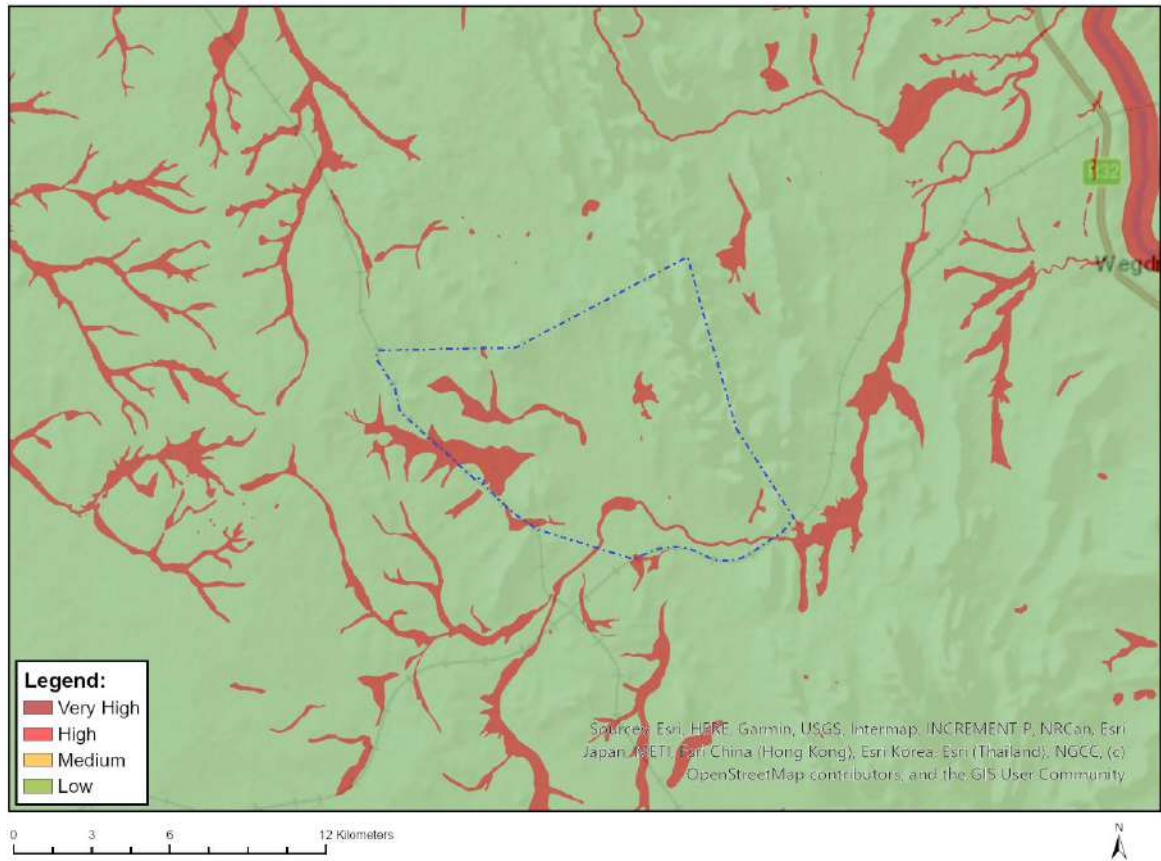 R32
Wegdr
Legend:
Very High
High
Medium
Low
Sources: Esri, HERE, Garmin, USGS, Intermap, INCREMENT P, NRCan, Esri
Japan, METI, Esri China (Hong Kong), Esri Korea, Esri (Thailand), NGCC, (c)
OpenStreetMap contributors, and the GIS User Community
0 3 6 12 Kilometers
N